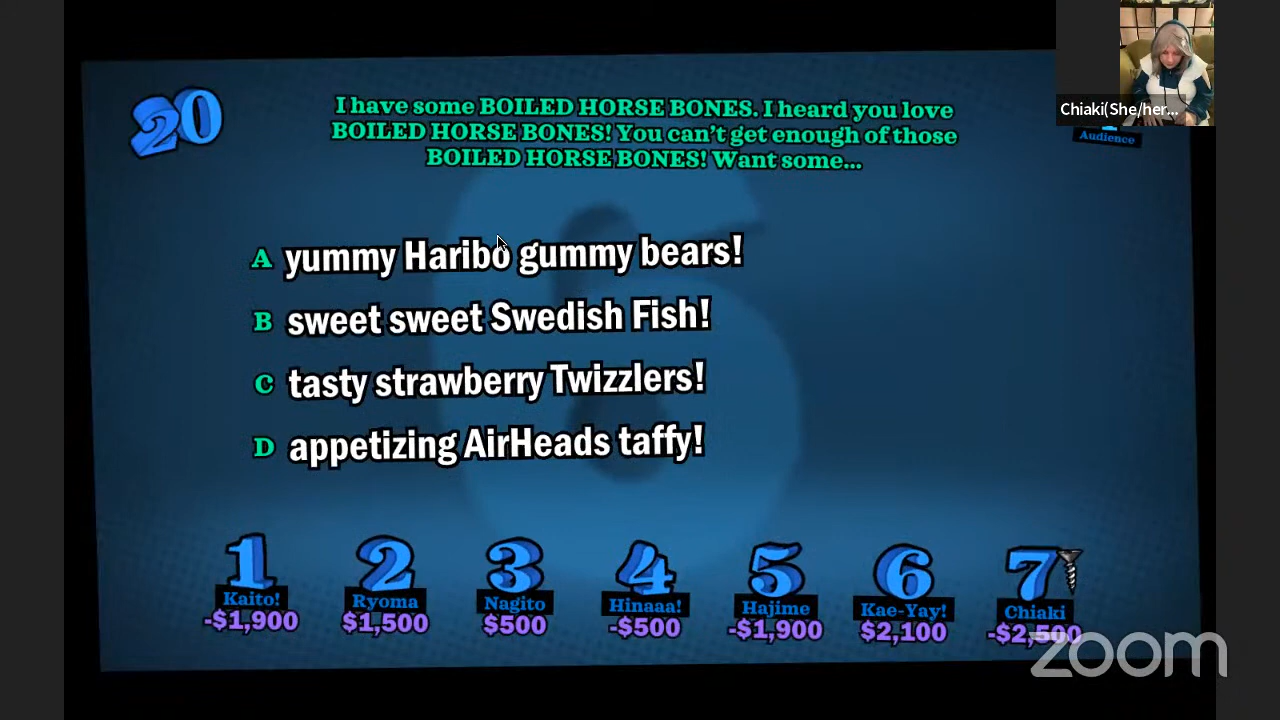 20
I have some BOILED HORSE BONES. I heard you love
BOILED HORSE BONES! You can't get enough of those
BOILED HORSE BONES! Want some...
Chiaki(She/her...
Audience
A yummy Haribo gummy bears!
B sweet sweet Swedish Fish!
C tasty strawberry Twizzlers!
D appetizing AirHeads taffy!
1 2 3 4 5 6 7
Kaito! Ryoma Nagito Hinaaa! Hajime Kae-Yay! Chiaki
-$1,900 $1,500 $500 -$500 -$1,900 $2,100 -$2,500
zoom